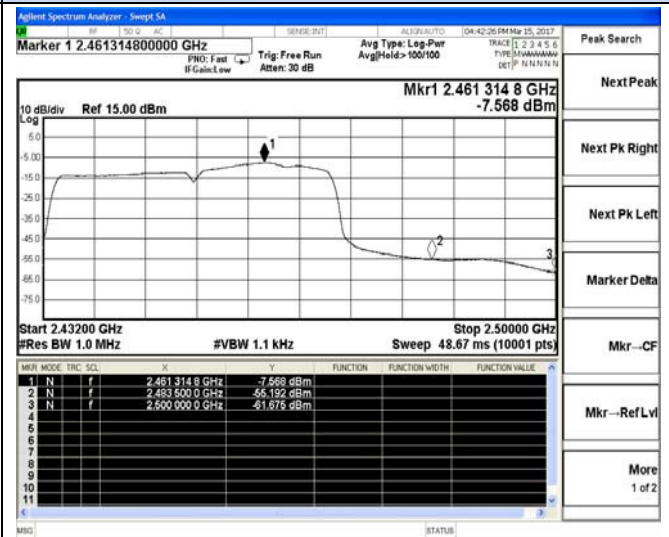 Agilent Spectrum Analyzer - Swept SA
RF 50 Ω AC SENSE:INT ALIGN AUTO 04:42:26 PM Mar 15, 2017
Marker 1 2.461314800000 GHz
PNO: Fast
IFGain:Low
Trig: Free Run
Atten: 30 dB
Avg Type: Log-Pwr
Avg|Hold:> 100/100
TRACE 1 2 3 4 5 6
TYPE
DET P N N N N N
Peak Search
Mkr1 2.461 314 8 GHz
-7.568 dBm
10 dB/div Ref 15.00 dBm
Log
5.0
-5.00
-15.0
-25.0
-35.0
-45.0
-55.0
-65.0
-75.0
1
2
3
Start 2.43200 GHz
Stop 2.50000 GHz
#Res BW 1.0 MHz #VBW 1.1 kHz Sweep 48.67 ms (10001 pts)
MKR MODE TRC SCL X Y FUNCTION FUNCTION WIDTH FUNCTION VALUE
1 N f 2.461 314 8 GHz -7.568 dBm
2 N f 2.483 500 0 GHz -55.192 dBm
3 N f 2.500 000 0 GHz -61.675 dBm
4
5
6
7
8
9
10
11
MSG STATUS
Next Peak
Next Pk Right
Next Pk Left
Marker Delta
Mkr→CF
Mkr→Ref Lvl
More
1 of 2